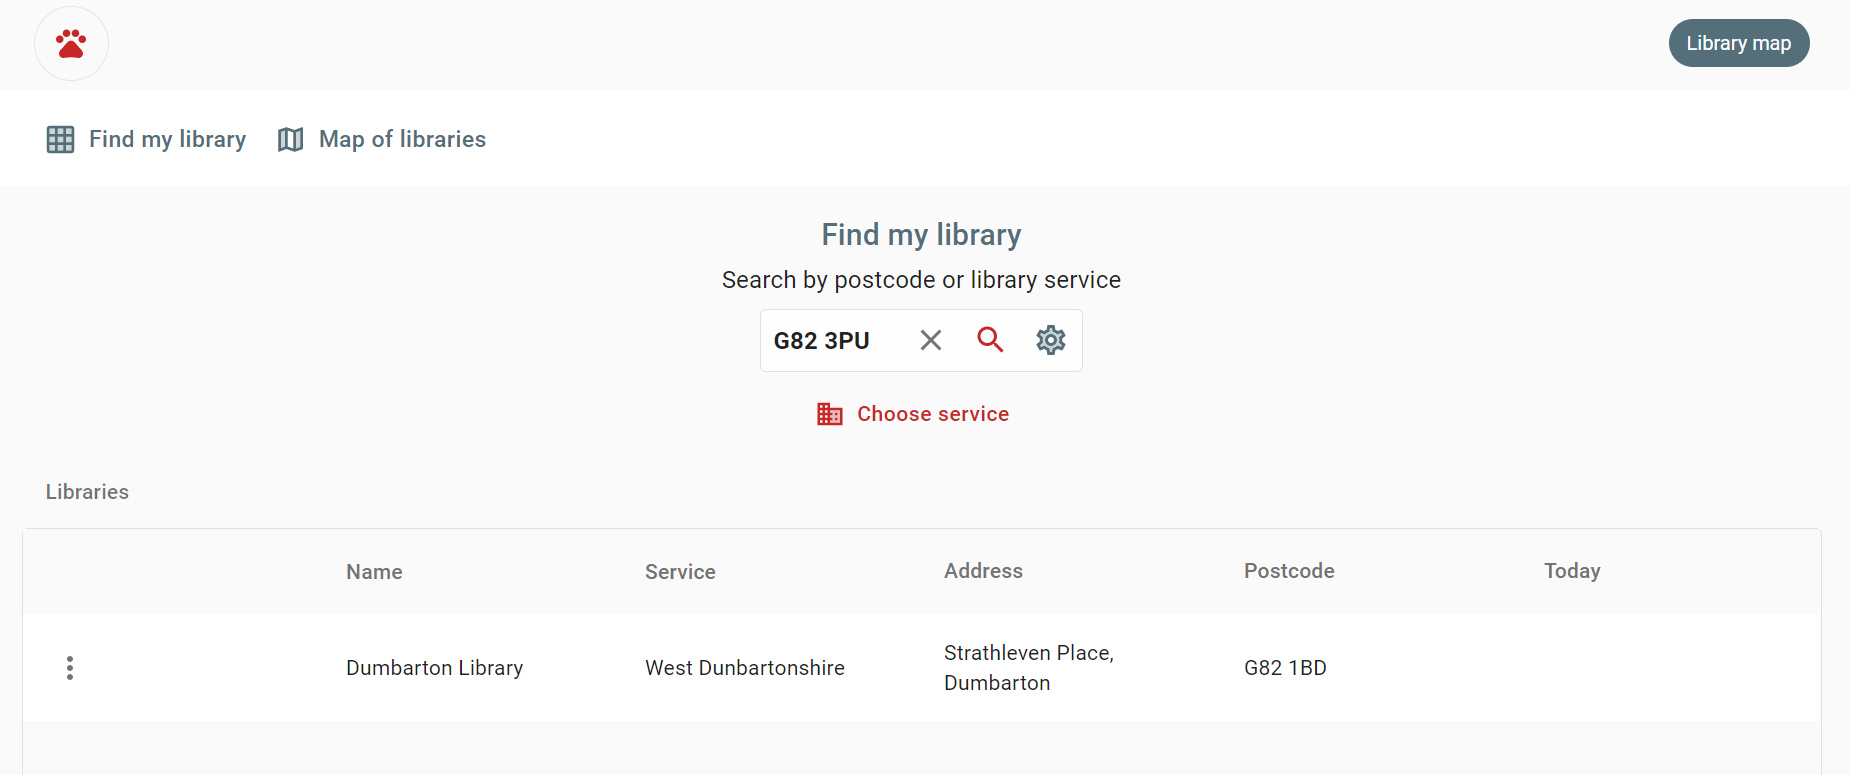 Library map
Find my library
Map of libraries
Find my library
Search by postcode or library service
G82 3PU
Choose service
Libraries
Name
Service
Address
Postcode
Today
Dumbarton Library
West Dunbartonshire
Strathleven Place,
Dumbarton
G82 1BD